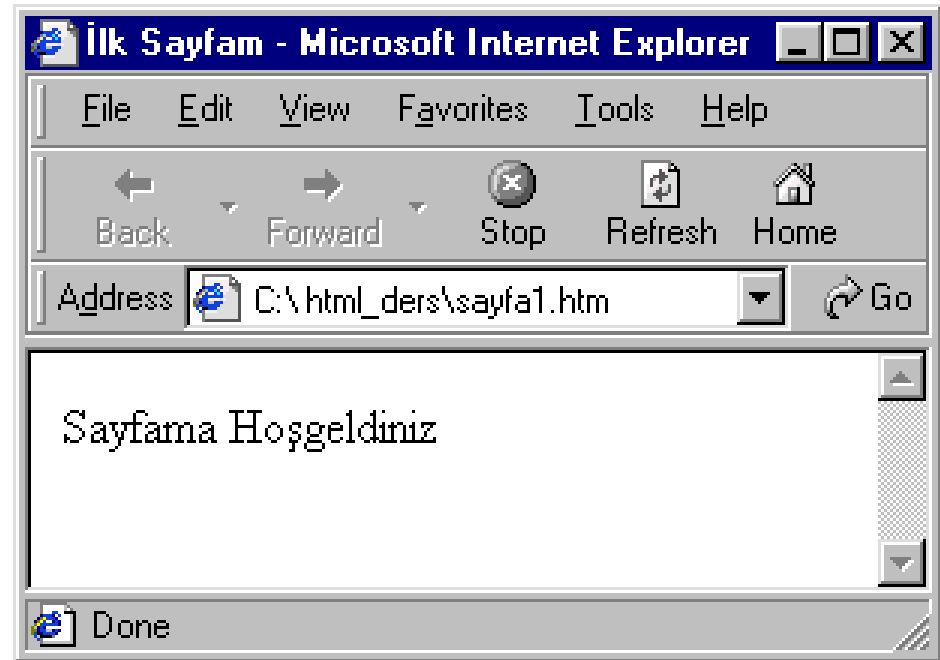 İlk Sayfam - Microsoft Internet Explorer
File Edit View Favorites Tools Help
Back Forward Stop Refresh Home
Address C:\html_ders\sayfa1.htm Go
Sayfama Hoşgeldiniz
Done